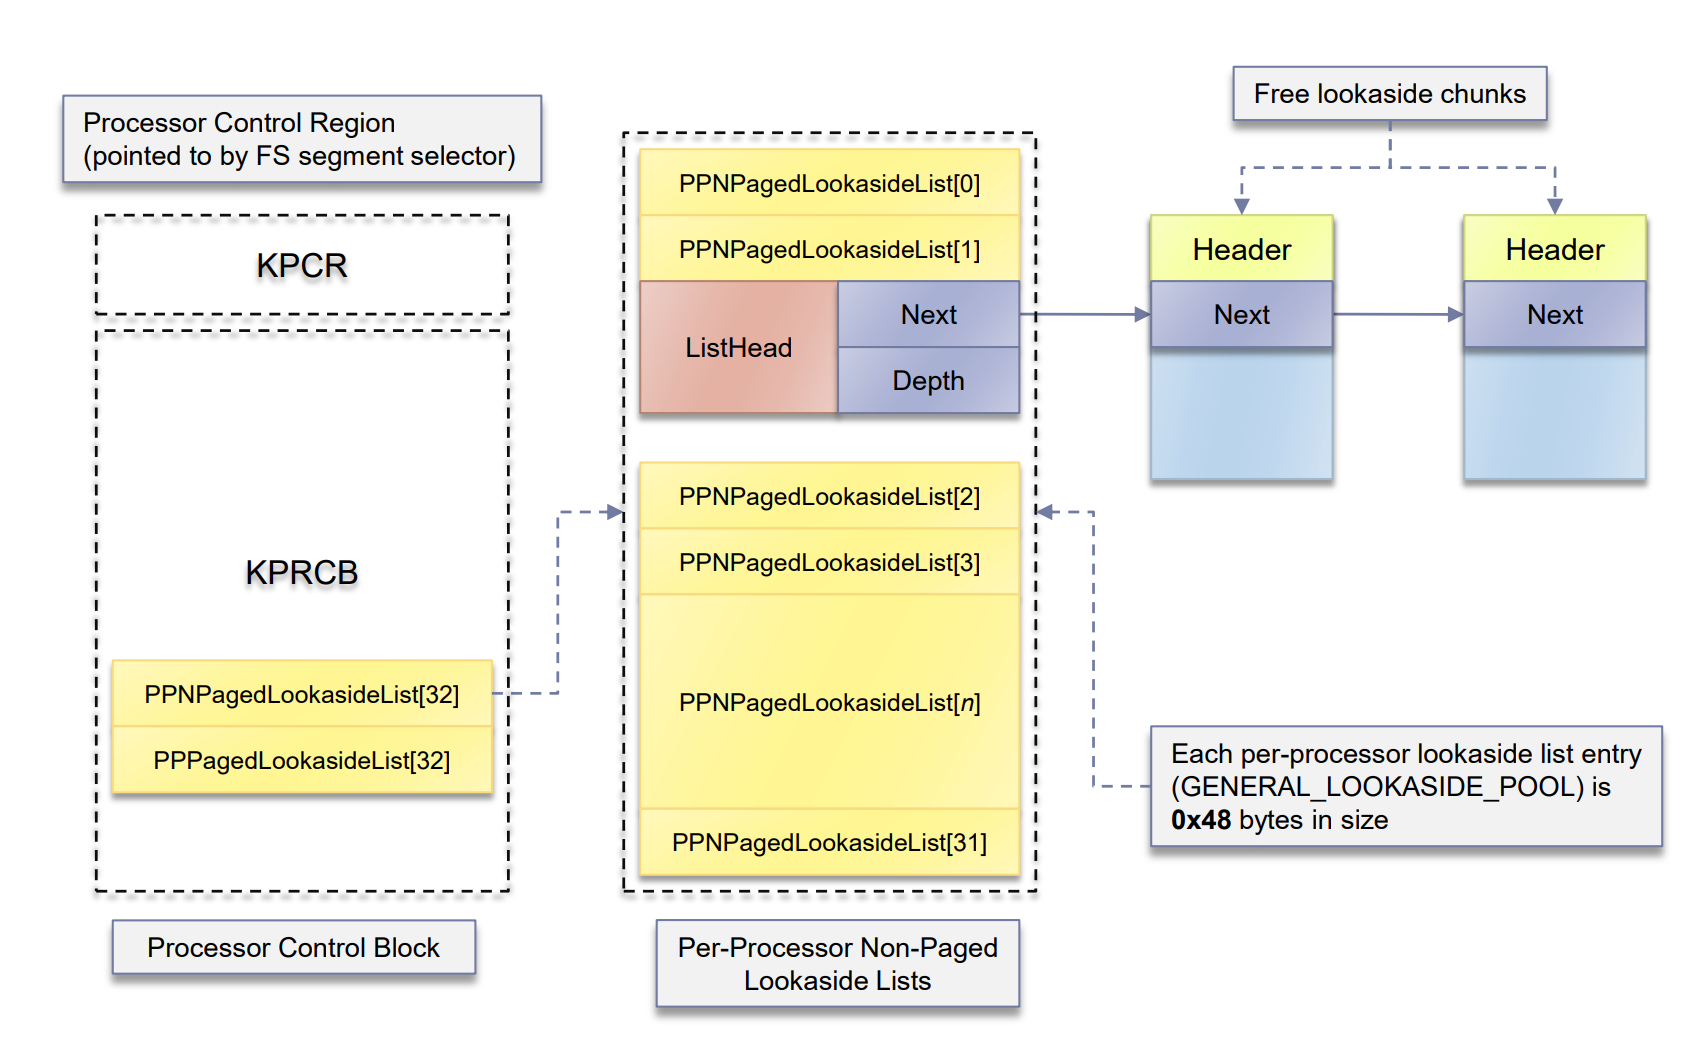 Processor Control Region
(pointed to by FS segment selector)
KPCR
KPRCB
PPNPagedLookasideList[32]
PPPagedLookasideList[32]
Processor Control Block
PPNPagedLookasideList[0]
PPNPagedLookasideList[1]
ListHead
Next
Depth
PPNPagedLookasideList[2]
PPNPagedLookasideList[3]
PPNPagedLookasideList[n]
PPNPagedLookasideList[31]
Per-Processor Non-Paged
Lookaside Lists
Free lookaside chunks
Header
Next
Header
Next
Each per-processor lookaside list entry
(GENERAL_LOOKASIDE_POOL) is
0x48 bytes in size